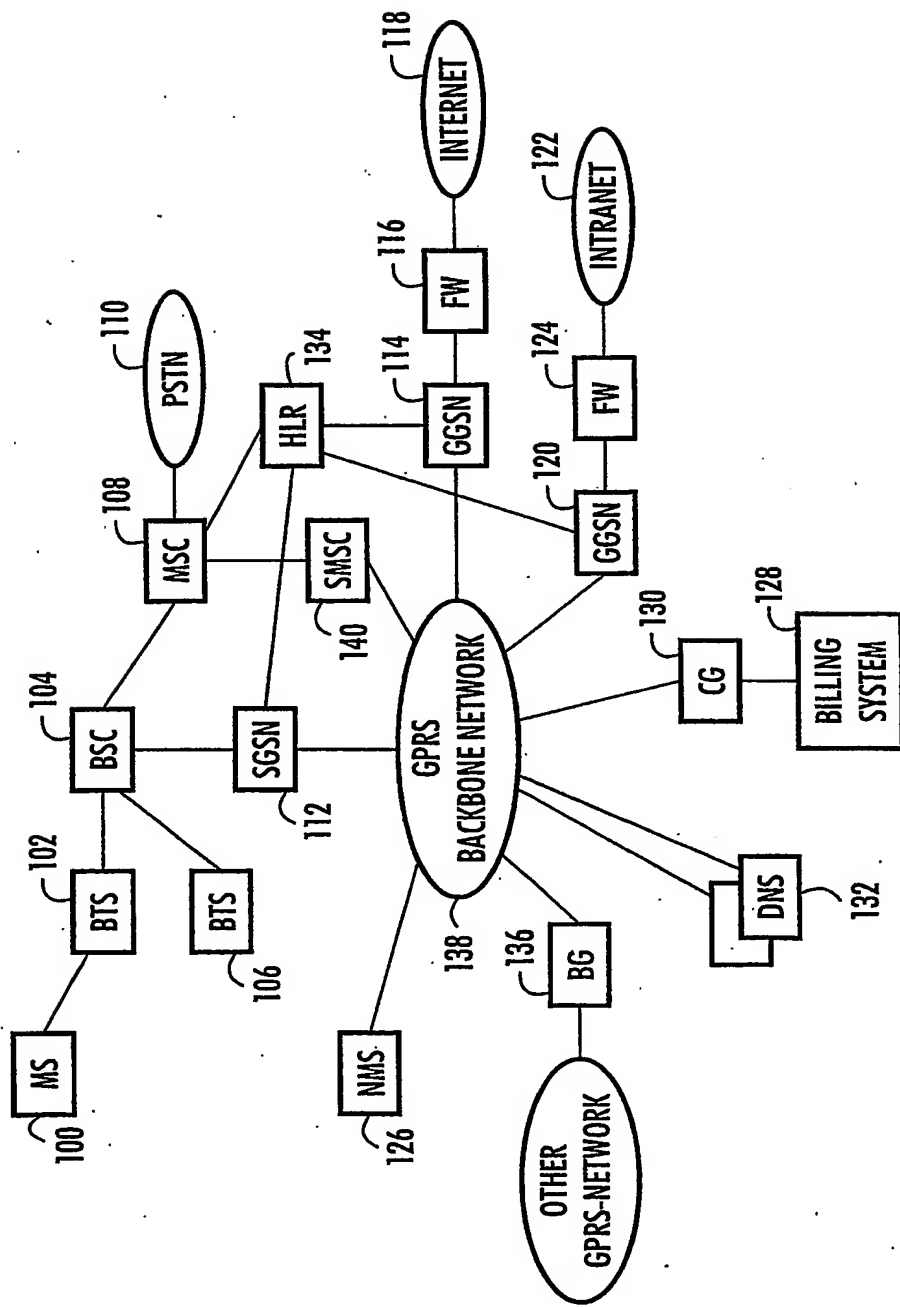 100
MS
102
BTS
BTS
106
104
BSC
108
MSC
110
PSTN
SGSN
112
SMSC
140
HLR
134
NMS
126
GPRS
BACKBONE NETWORK
138
114
GGSN
116
FW
118
INTERNET
OTHER
GPRS-NETWORK
136
BG
DNS
132
130
CG
128
BILLING
SYSTEM
120
GGSN
124
FW
122
INTRANET